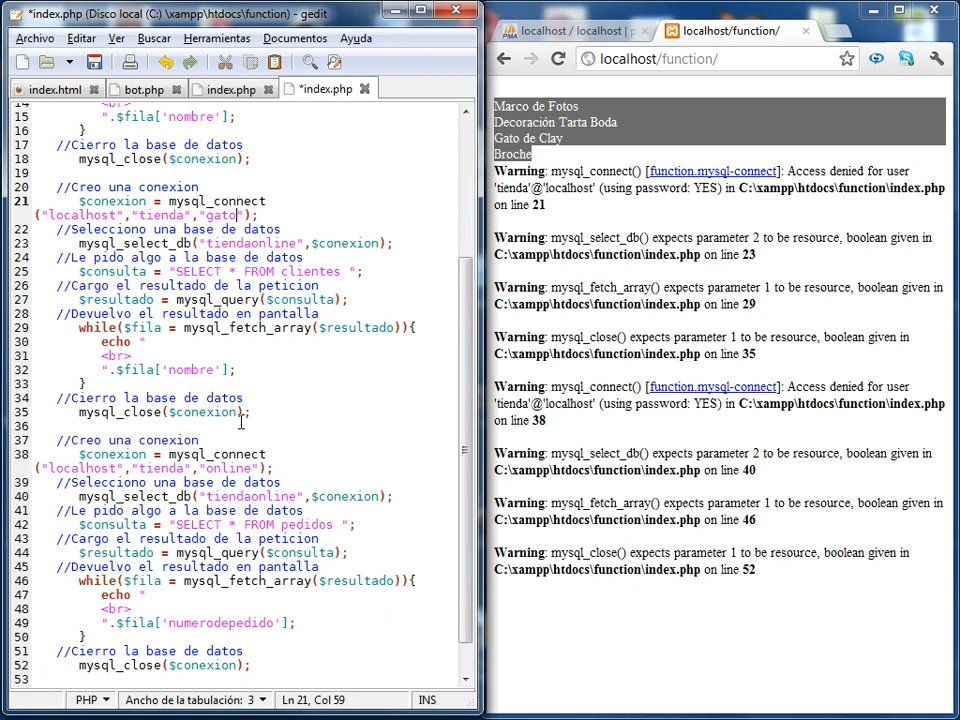 *index.php (Disco local (C:) \xampp\htdocs\function) - gedit
Archivo Editar Ver Buscar Herramientas Documentos Ayuda
index.html bot.php index.php *index.php
14 <br>
15 ".$fila['nombre'];
16 }
17 //Cierro la base de datos
18 mysql_close($conexion);
19
20 //Creo una conexion
21 $conexion = mysql_connect
("localhost","tienda","gato");
22 //Selecciono una base de datos
23 mysql_select_db("tiendaonline",$conexion);
24 //Le pido algo a la base de datos
25 $consulta = "SELECT * FROM clientes ";
26 //Cargo el resultado de la peticion
27 $resultado = mysql_query($consulta);
28 //Devuelvo el resultado en pantalla
29 while($fila = mysql_fetch_array($resultado)){
30 echo "
31 <br>
32 ".$fila['nombre'];
33 }
34 //Cierro la base de datos
35 mysql_close($conexion);
36
37 //Creo una conexion
38 $conexion = mysql_connect
("localhost","tienda","online");
39 //Selecciono una base de datos
40 mysql_select_db("tiendaonline",$conexion);
41 //Le pido algo a la base de datos
42 $consulta = "SELECT * FROM pedidos ";
43 //Cargo el resultado de la peticion
44 $resultado = mysql_query($consulta);
45 //Devuelvo el resultado en pantalla
46 while($fila = mysql_fetch_array($resultado)){
47 echo "
48 <br>
49 ".$fila['numerodepedido'];
50 }
51 //Cierro la base de datos
52 mysql_close($conexion);
53
PHP Ancho de la tabulación: 3 Ln 21, Col 59 INS
localhost / localhost | p localhost/function/
localhost/function/
Marco de Fotos
Decoración Tarta Boda
Gato de Clay
Broche
Warning: mysql_connect() [function.mysql-connect]: Access denied for user
'tienda'@'localhost' (using password: YES) in C:\xampp\htdocs\function\index.php
on line 21
Warning: mysql_select_db() expects parameter 2 to be resource, boolean given in
C:\xampp\htdocs\function\index.php on line 23
Warning: mysql_fetch_array() expects parameter 1 to be resource, boolean given in
C:\xampp\htdocs\function\index.php on line 29
Warning: mysql_close() expects parameter 1 to be resource, boolean given in
C:\xampp\htdocs\function\index.php on line 35
Warning: mysql_connect() [function.mysql-connect]: Access denied for user
'tienda'@'localhost' (using password: YES) in C:\xampp\htdocs\function\index.php
on line 38
Warning: mysql_select_db() expects parameter 2 to be resource, boolean given in
C:\xampp\htdocs\function\index.php on line 40
Warning: mysql_fetch_array() expects parameter 1 to be resource, boolean given in
C:\xampp\htdocs\function\index.php on line 46
Warning: mysql_close() expects parameter 1 to be resource, boolean given in
C:\xampp\htdocs\function\index.php on line 52